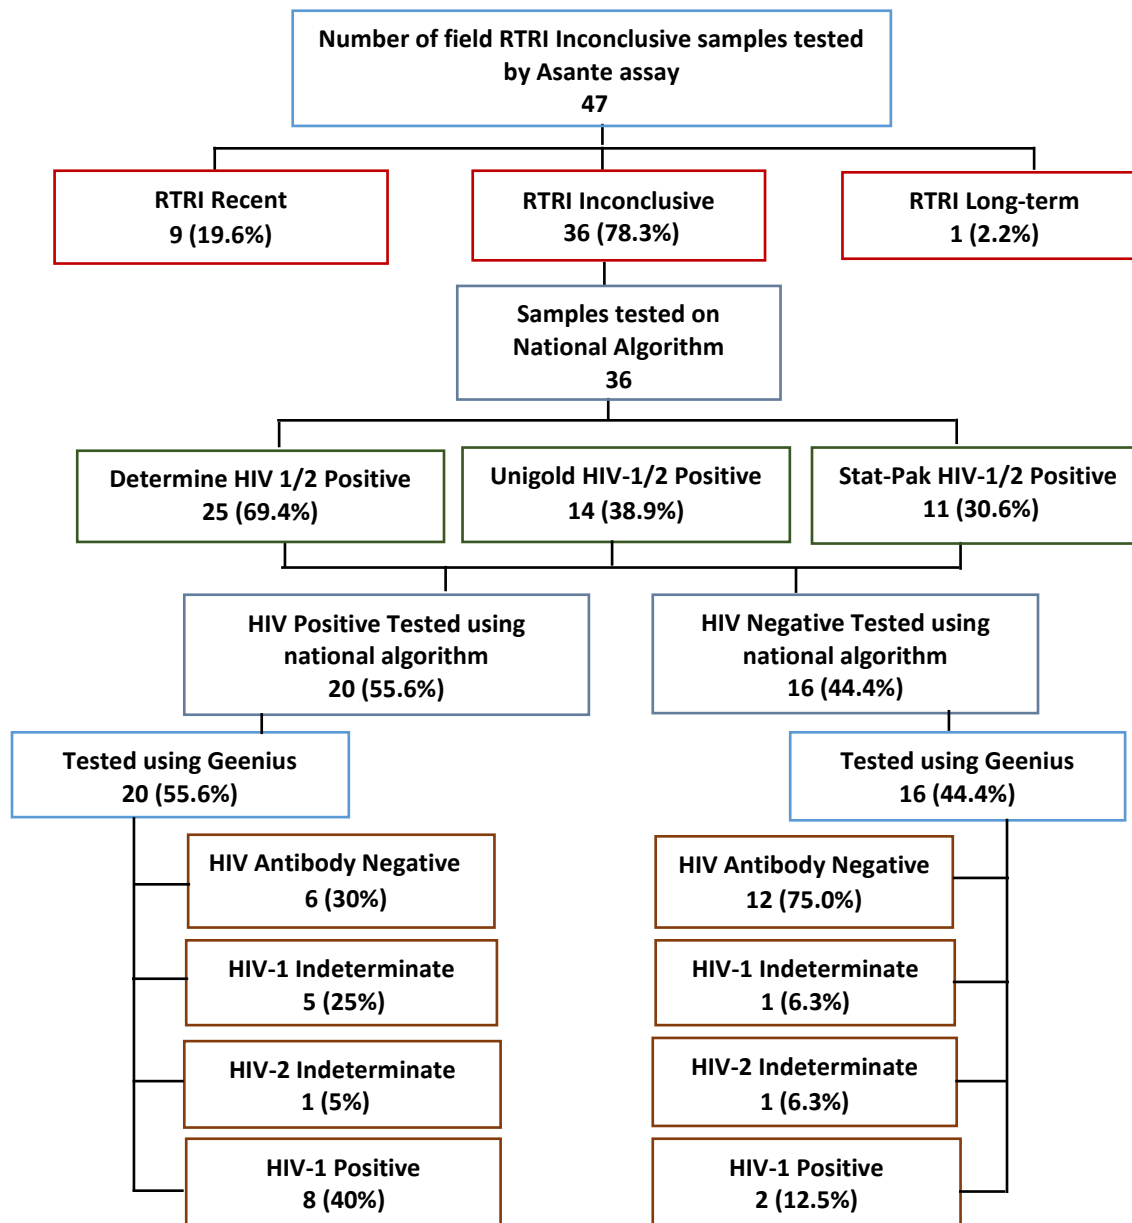 Number of field RTRI Inconclusive samples tested
by Asante assay
47
RTRI Recent
9 (19.6%)
RTRI Inconclusive
36 (78.3%)
RTRI Long-term
1 (2.2%)
Samples tested on
National Algorithm
36
Determine HIV 1/2 Positive
25 (69.4%)
Unigold HIV-1/2 Positive
14 (38.9%)
Stat-Pak HIV-1/2 Positive
11 (30.6%)
HIV Positive Tested using
national algorithm
20 (55.6%)
HIV Negative Tested using
national algorithm
16 (44.4%)
Tested using Geenius
20 (55.6%)
Tested using Geenius
16 (44.4%)
HIV Antibody Negative
6 (30%)
HIV-1 Indeterminate
5 (25%)
HIV-2 Indeterminate
1 (5%)
HIV-1 Positive
8 (40%)
HIV Antibody Negative
12 (75.0%)
HIV-1 Indeterminate
1 (6.3%)
HIV-2 Indeterminate
1 (6.3%)
HIV-1 Positive
2 (12.5%)